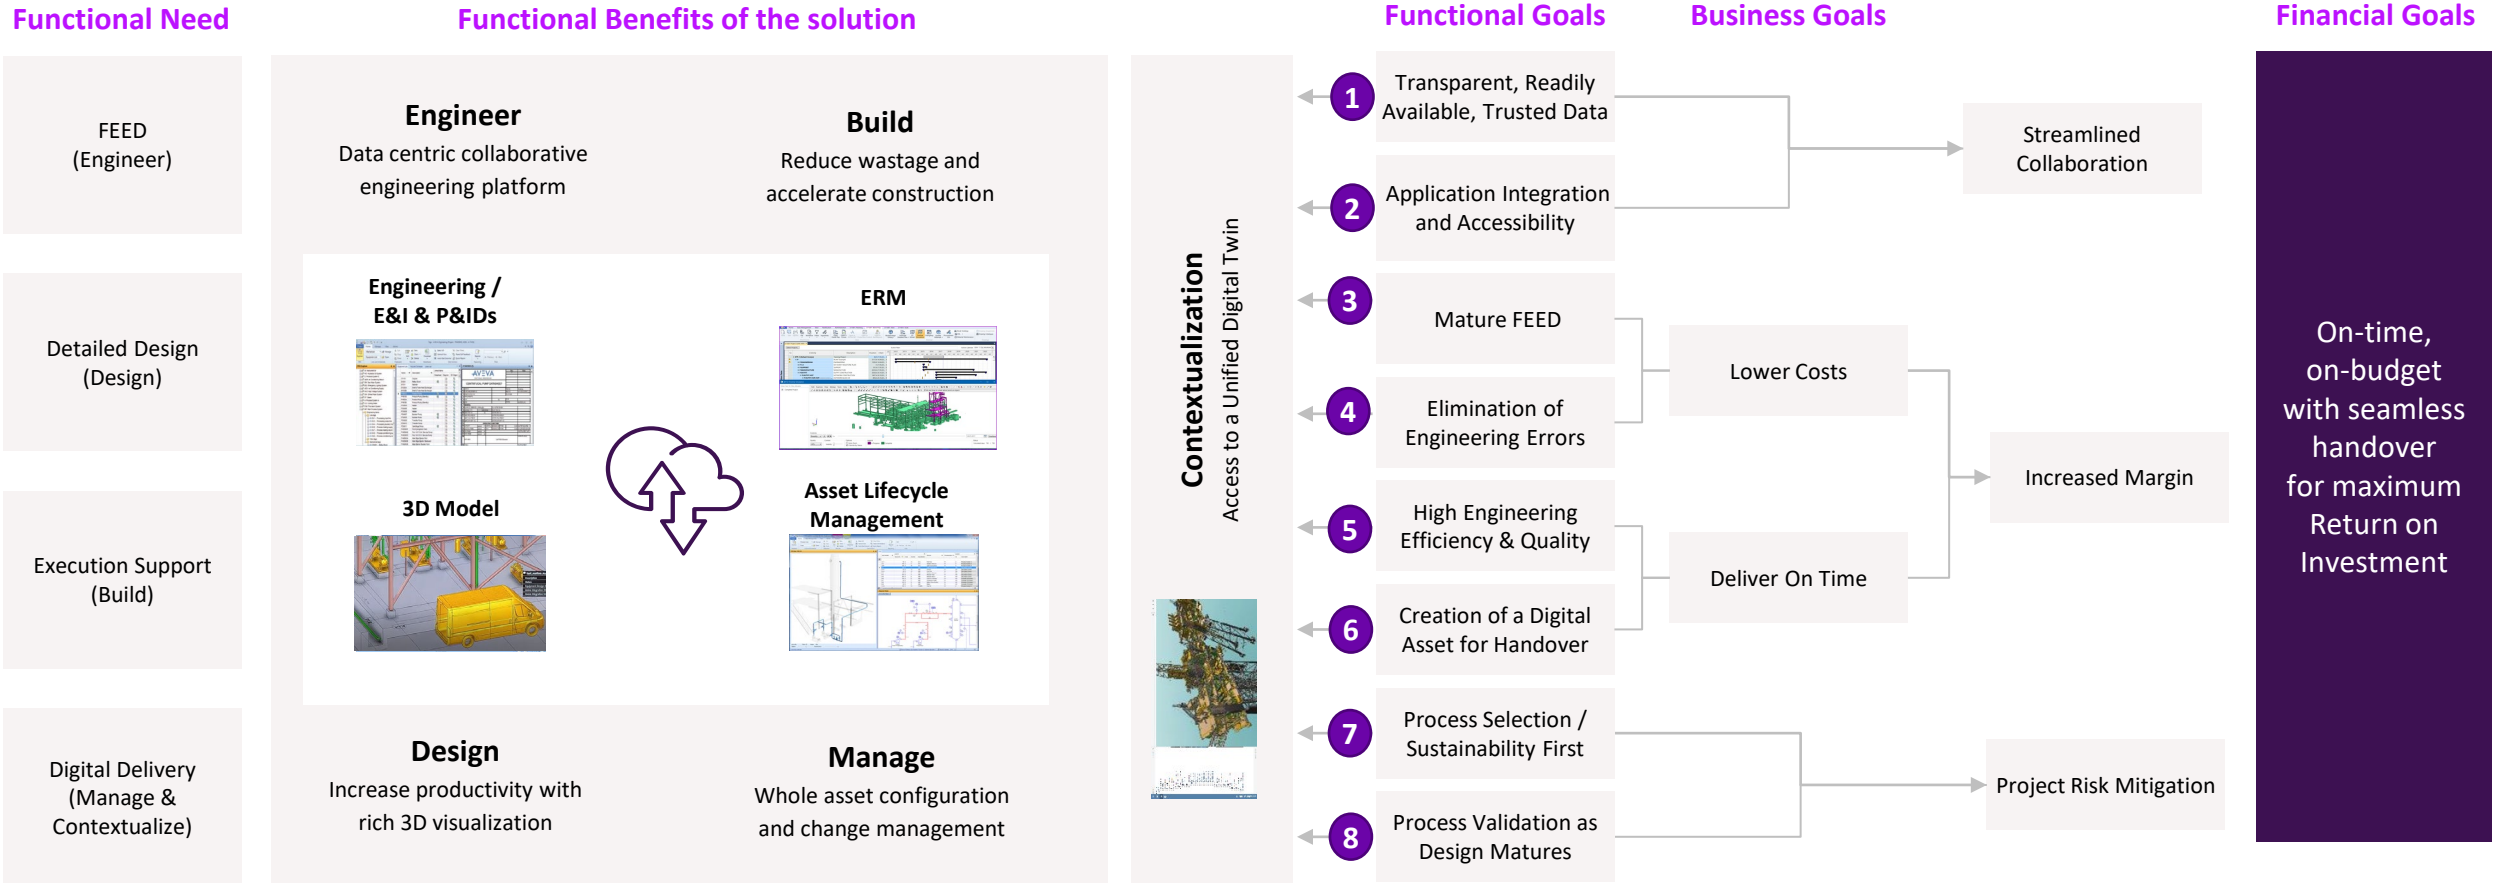 Functional Need
Functional Benefits of the solution
Functional Goals
Business Goals
Financial Goals
FEED
(Engineer)
Detailed Design
(Design)
Execution Support
(Build)
Digital Delivery
(Manage &
Contextualize)
Engineer
Data centric collaborative
engineering platform
Build
Reduce wastage and
accelerate construction
Engineering /
E&I & P&IDs
AVEVA
ERM
3D Model
Asset Lifecycle
Management
Design
Increase productivity with
rich 3D visualization
Manage
Whole asset configuration
and change management
Contextualization
Access to a Unified Digital Twin
1
Transparent, Readily
Available, Trusted Data
2
Application Integration
and Accessibility
3
Mature FEED
4
Elimination of
Engineering Errors
5
High Engineering
Efficiency & Quality
6
Creation of a Digital
Asset for Handover
7
Process Selection /
Sustainability First
8
Process Validation as
Design Matures
Lower Costs
Deliver On Time
Streamlined
Collaboration
Increased Margin
Project Risk Mitigation
On-time,
on-budget
with seamless
handover
for maximum
Return on
Investment